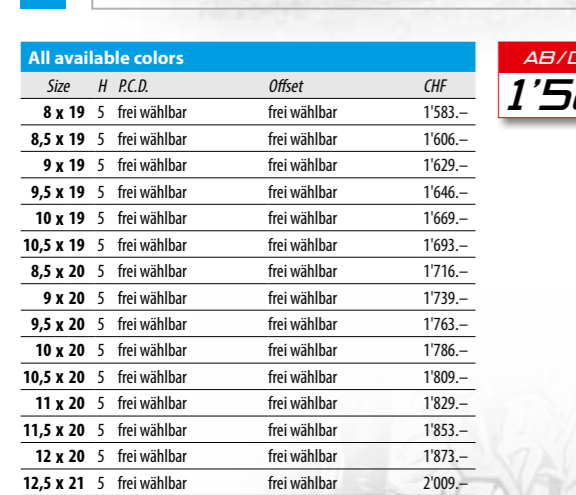 All available colors
Size H P.C.D. Offset CHF
8 x 19 5 frei wählbar frei wählbar 1'583.–
8,5 x 19 5 frei wählbar frei wählbar 1'606.–
9 x 19 5 frei wählbar frei wählbar 1'629.–
9,5 x 19 5 frei wählbar frei wählbar 1'646.–
10 x 19 5 frei wählbar frei wählbar 1'669.–
10,5 x 19 5 frei wählbar frei wählbar 1'693.–
8,5 x 20 5 frei wählbar frei wählbar 1'716.–
9 x 20 5 frei wählbar frei wählbar 1'739.–
9,5 x 20 5 frei wählbar frei wählbar 1'763.–
10 x 20 5 frei wählbar frei wählbar 1'786.–
10,5 x 20 5 frei wählbar frei wählbar 1'809.–
11 x 20 5 frei wählbar frei wählbar 1'829.–
11,5 x 20 5 frei wählbar frei wählbar 1'853.–
12 x 20 5 frei wählbar frei wählbar 1'873.–
12,5 x 21 5 frei wählbar frei wählbar 2'009.–
AB/